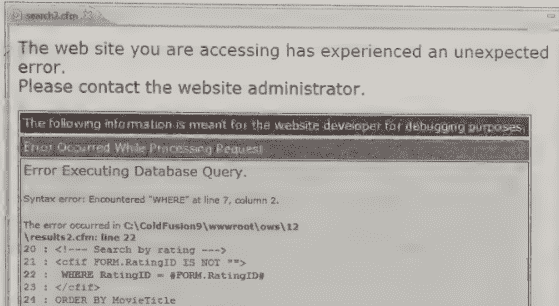 search2.cfm
The web site you are accessing has experienced an unexpected
error.
Please contact the website administrator.
The following information is meant for the website developer for debugging purposes.
Error Occurred While Processing Request
Error Executing Database Query.
Syntax error: Encountered "WHERE" at line 7, column 2.
The error occurred in C:\ColdFusion9\wwwroot\ows\12
\results2.cfm: line 22
20 : <!--- Search by rating --->
21 : <cfif FORM.RatingID IS NOT "">
22 :  WHERE RatingID = #FORM.RatingID#
23 : </cfif>
24 : ORDER BY MovieTitle